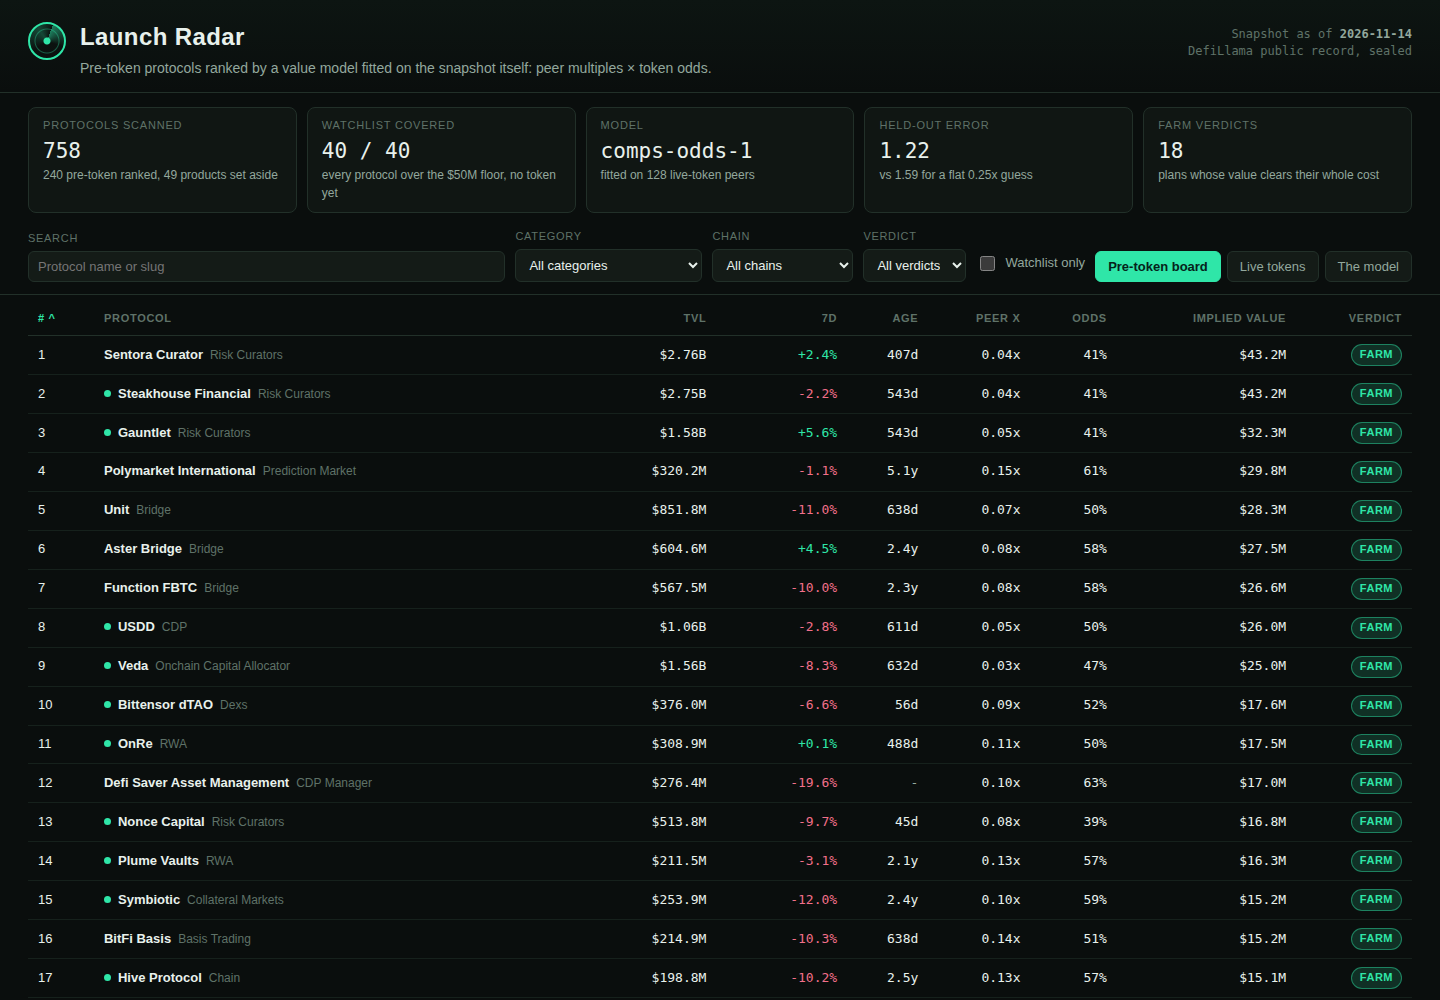 Launch Radar
Pre-token protocols ranked by a value model fitted on the snapshot itself: peer multiples × token odds.
Snapshot as of 2026-11-14
DefiLlama public record, sealed
PROTOCOLS SCANNED
758
240 pre-token ranked, 49 products set aside
WATCHLIST COVERED
40 / 40
every protocol over the $50M floor, no token
yet
MODEL
comps-odds-1
fitted on 128 live-token peers
HELD-OUT ERROR
1.22
vs 1.59 for a flat 0.25x guess
FARM VERDICTS
18
plans whose value clears their whole cost
SEARCH
Protocol name or slug
CATEGORY
All categories
CHAIN
All chains
VERDICT
All verdicts
Watchlist only
Pre-token board
Live tokens
The model
# ^ PROTOCOL TVL 7D AGE PEER X ODDS IMPLIED VALUE VERDICT
1 Sentora Curator Risk Curators $2.76B +2.4% 407d 0.04x 41% $43.2M FARM
2 Steakhouse Financial Risk Curators $2.75B -2.2% 543d 0.04x 41% $43.2M FARM
3 Gauntlet Risk Curators $1.58B +5.6% 543d 0.05x 41% $32.3M FARM
4 Polymarket International Prediction Market $320.2M -1.1% 5.1y 0.15x 61% $29.8M FARM
5 Unit Bridge $851.8M -11.0% 638d 0.07x 50% $28.3M FARM
6 Aster Bridge Bridge $604.6M +4.5% 2.4y 0.08x 58% $27.5M FARM
7 Function FBTC Bridge $567.5M -10.0% 2.3y 0.08x 58% $26.6M FARM
8 USDD CDP $1.06B -2.8% 611d 0.05x 50% $26.0M FARM
9 Veda Onchain Capital Allocator $1.56B -8.3% 632d 0.03x 47% $25.0M FARM
10 Bittensor dTAO Dexs $376.0M -6.6% 56d 0.09x 52% $17.6M FARM
11 OnRe RWA $308.9M +0.1% 488d 0.11x 50% $17.5M FARM
12 Defi Saver Asset Management CDP Manager $276.4M -19.6% - 0.10x 63% $17.0M FARM
13 Nonce Capital Risk Curators $513.8M -9.7% 45d 0.08x 39% $16.8M FARM
14 Plume Vaults RWA $211.5M -3.1% 2.1y 0.13x 57% $16.3M FARM
15 Symbiotic Collateral Markets $253.9M -12.0% 2.4y 0.10x 59% $15.2M FARM
16 BitFi Basis Basis Trading $214.9M -10.3% 638d 0.14x 51% $15.2M FARM
17 Hive Protocol Chain $198.8M -10.2% 2.5y 0.13x 57% $15.1M FARM